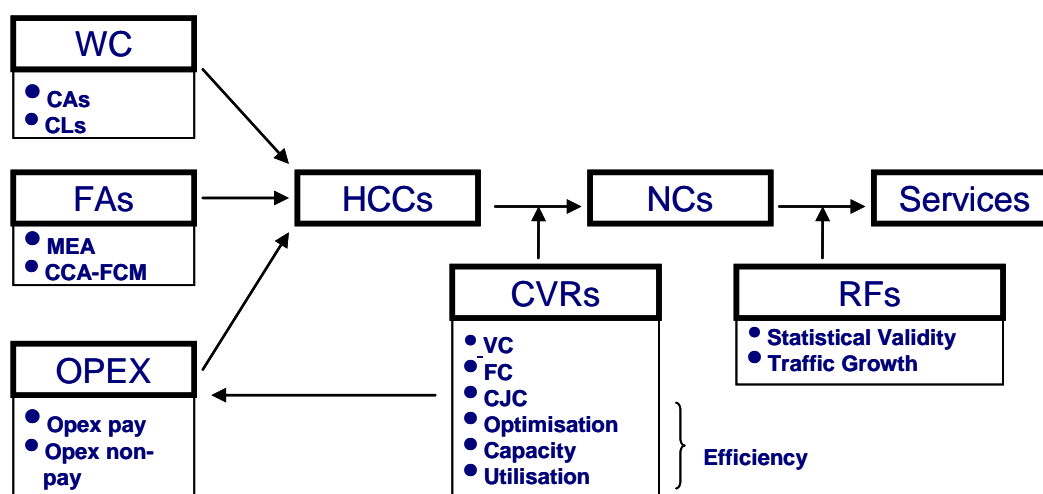 WC
CAs
CLs
FAs
MEA
CCA-FCM
OPEX
Opex pay
Opex non-
pay
HCCs
NCs
Services
CVRs
VC
FC
CJC
Optimisation
Capacity
Utilisation
Efficiency
RFs
Statistical Validity
Traffic Growth